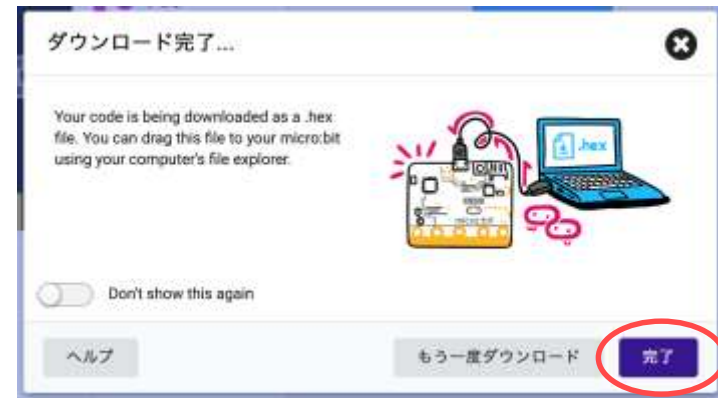 ダウンロード完了...
Your code is being downloaded as a .hex
file. You can drag this file to your micro:bit
using your computer's file explorer.
.hex
Don't show this again
ヘルプ
もう一度ダウンロード
完了